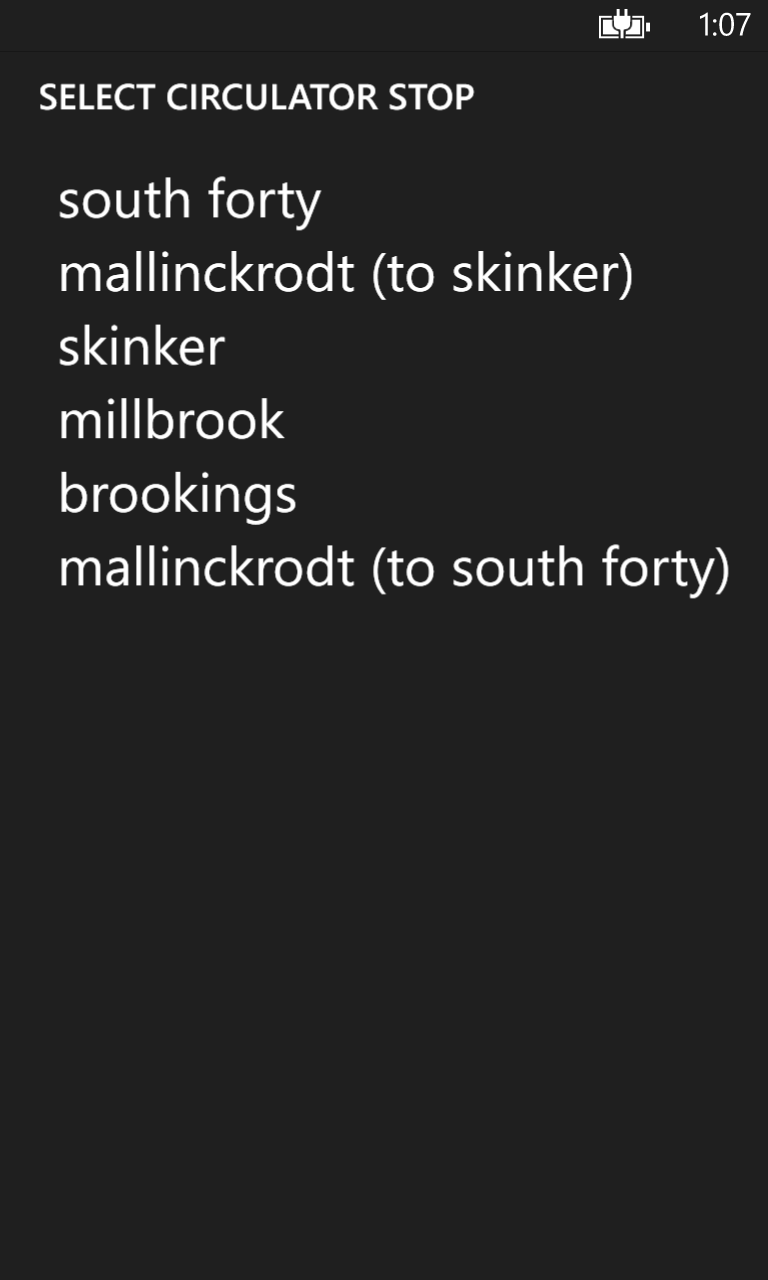 1:07
SELECT CIRCULATOR STOP
south forty
mallinckrodt (to skinker)
skinker
millbrook
brookings
mallinckrodt (to south forty)